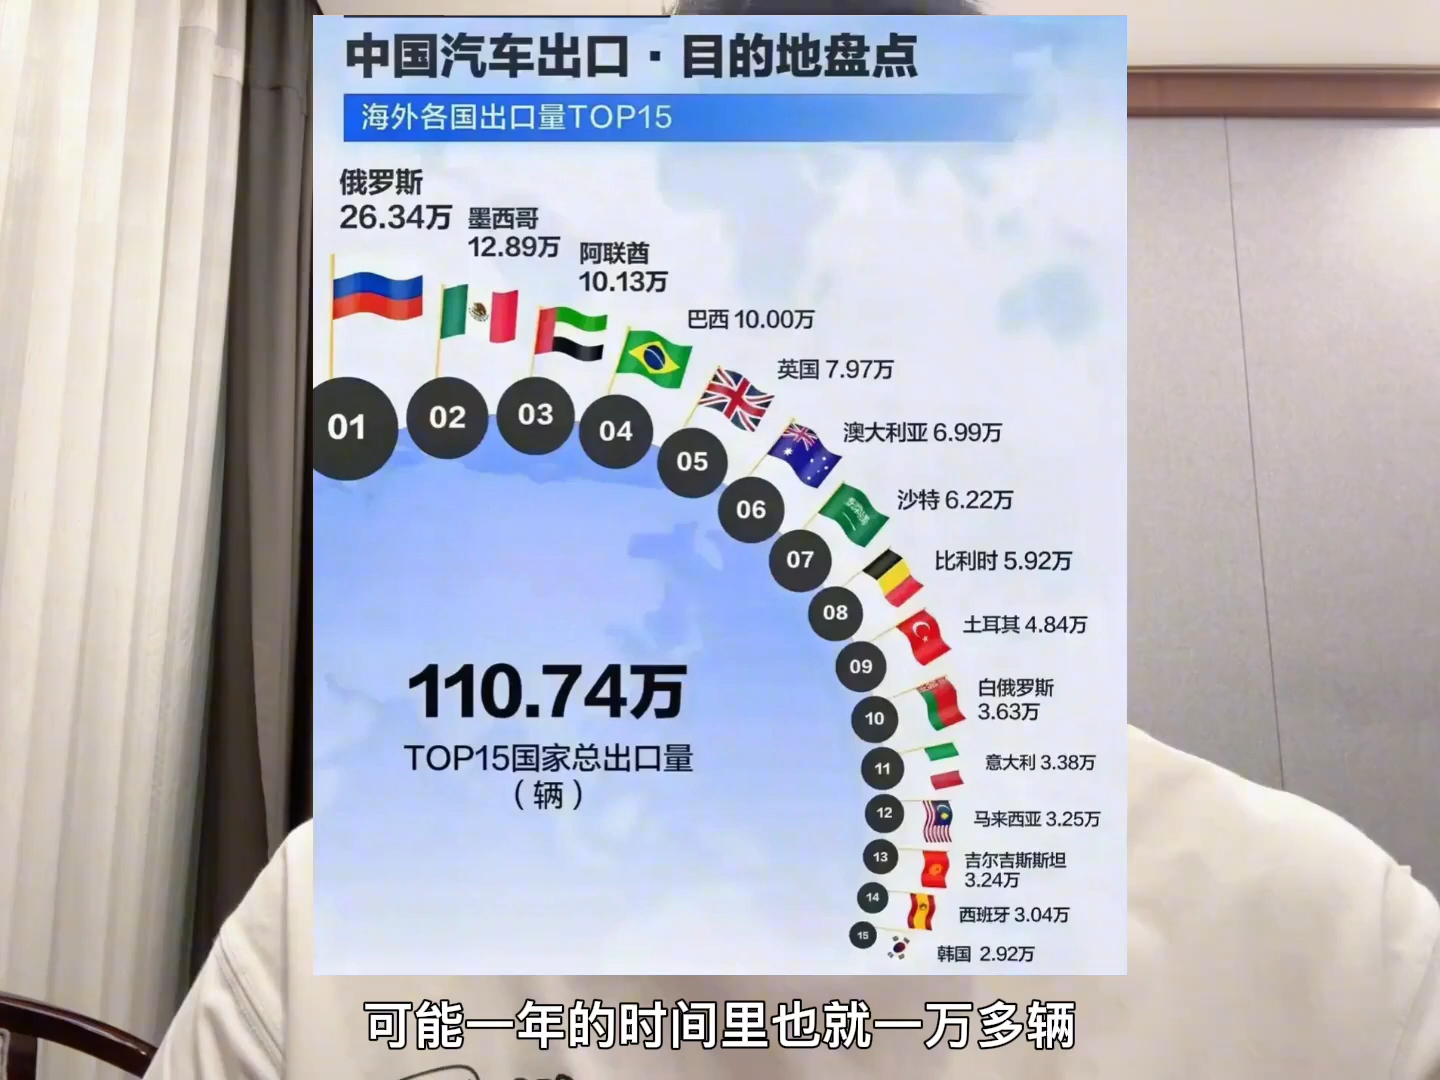 中国汽车出口·目的地盘点
海外各国出口量TOP15
俄罗斯
26.34万
墨西哥
12.89万
阿联酋
10.13万
巴西 10.00万
英国 7.97万
澳大利亚 6.99万
沙特 6.22万
比利时 5.92万
土耳其 4.84万
白俄罗斯
3.63万
意大利 3.38万
马来西亚 3.25万
吉尔吉斯斯坦
3.24万
西班牙 3.04万
韩国 2.92万
01
02
03
04
05
06
07
08
09
10
11
12
13
14
15
110.74万
TOP15国家总出口量
（辆）
可能一年的时间里也就一万多辆